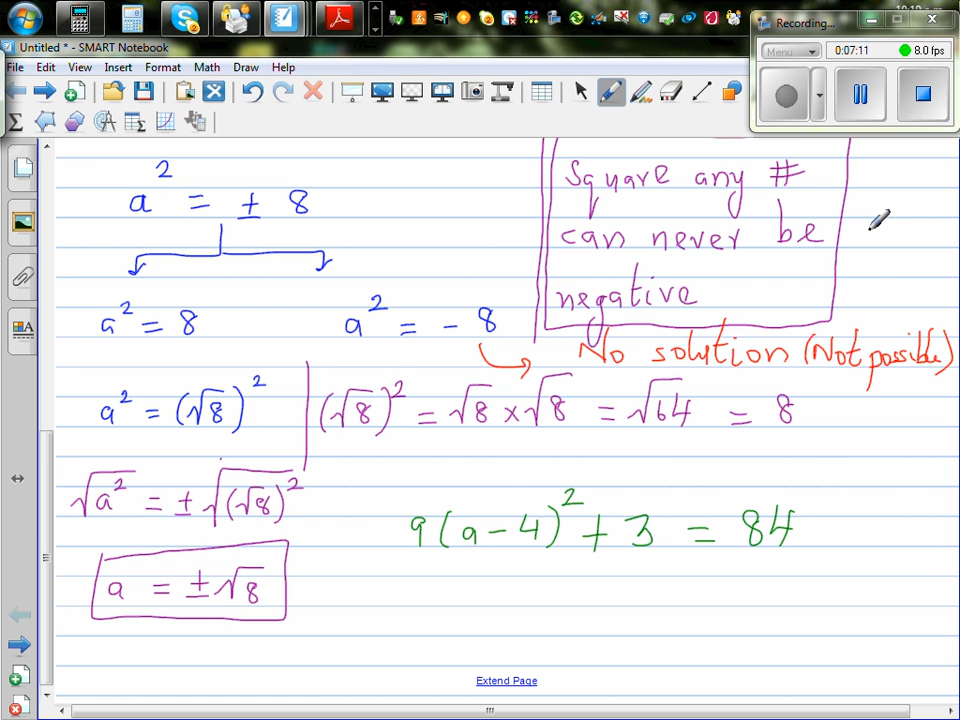 Recording...
Menu
0:07:11
8.0 fps
Untitled * - SMART Notebook
File Edit View Insert Format Math Draw Help
a² = ± 8
Square any #
can never be
negative
a² = 8
a² = - 8
No solution (Not possible)
a² = (√8)²
(√8)² = √8 × √8 = √64 = 8
√a² = ± √(√8)²
9(a - 4)² + 3 = 84
a = ± √8
Extend Page